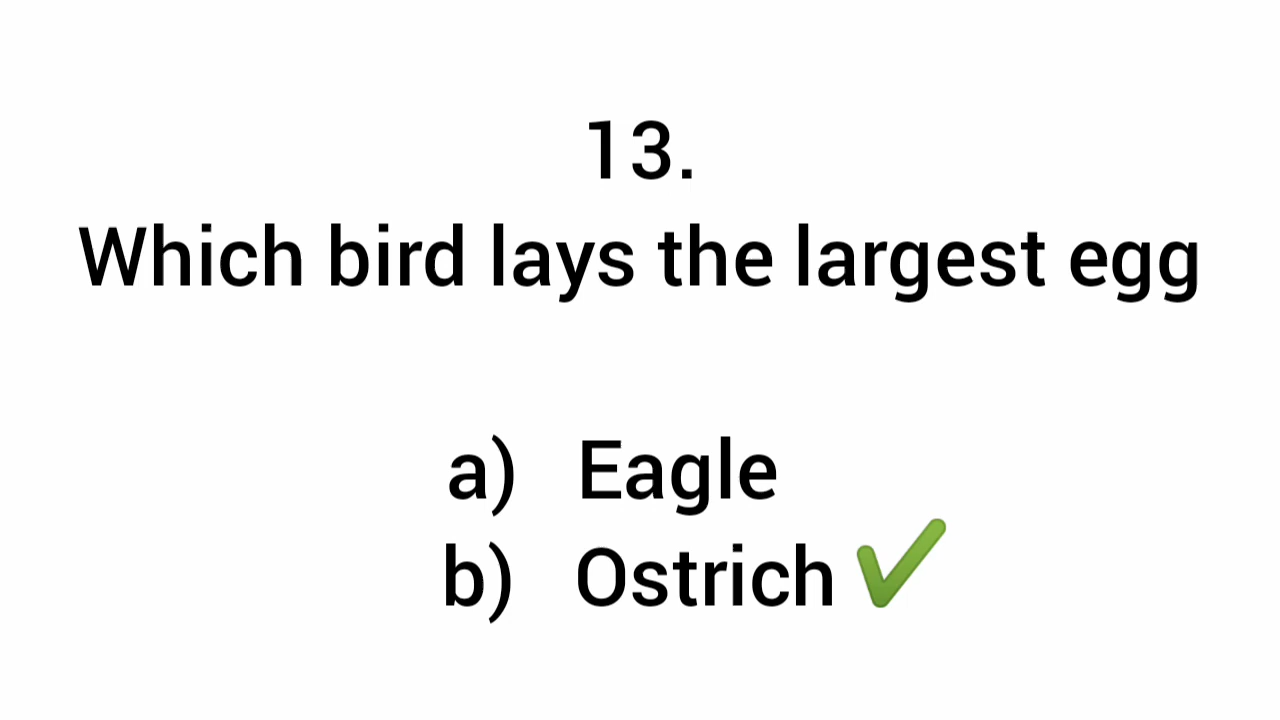 13.
Which bird lays the largest egg
a) Eagle
b) Ostrich ✔